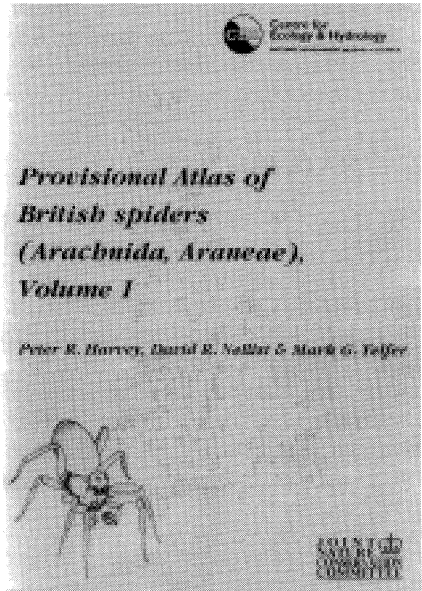 Centre for
Ecology & Hydrology
Provisional Atlas of
British spiders
(Arachnida, Araneae),
Volume 1
Peter R. Harvey, David R. Nellist & Mark G. Telfer
JOINT
NATURE
CONSERVATION
COMMITTEE